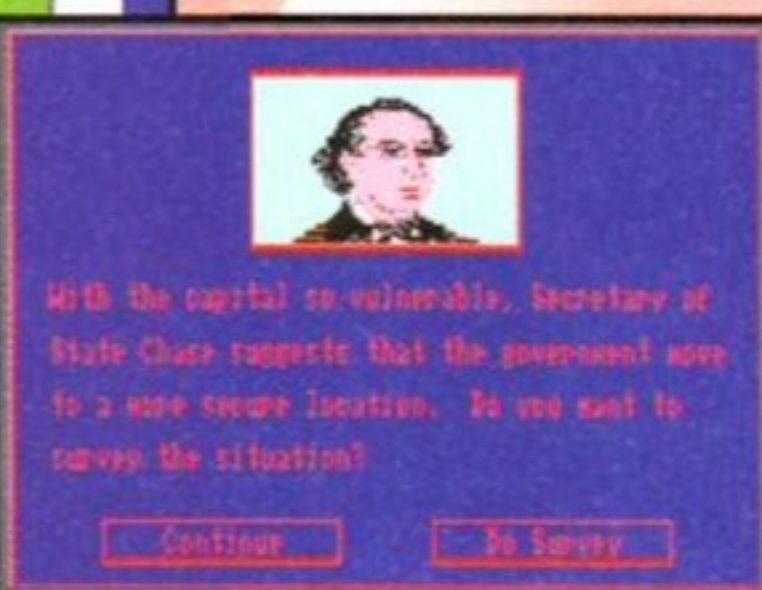 With the capital so vulnerable, Secretary of
State Chase suggests that the government move
to a more secure location. Do you want to
survey the situation?
Continue
Do Survey